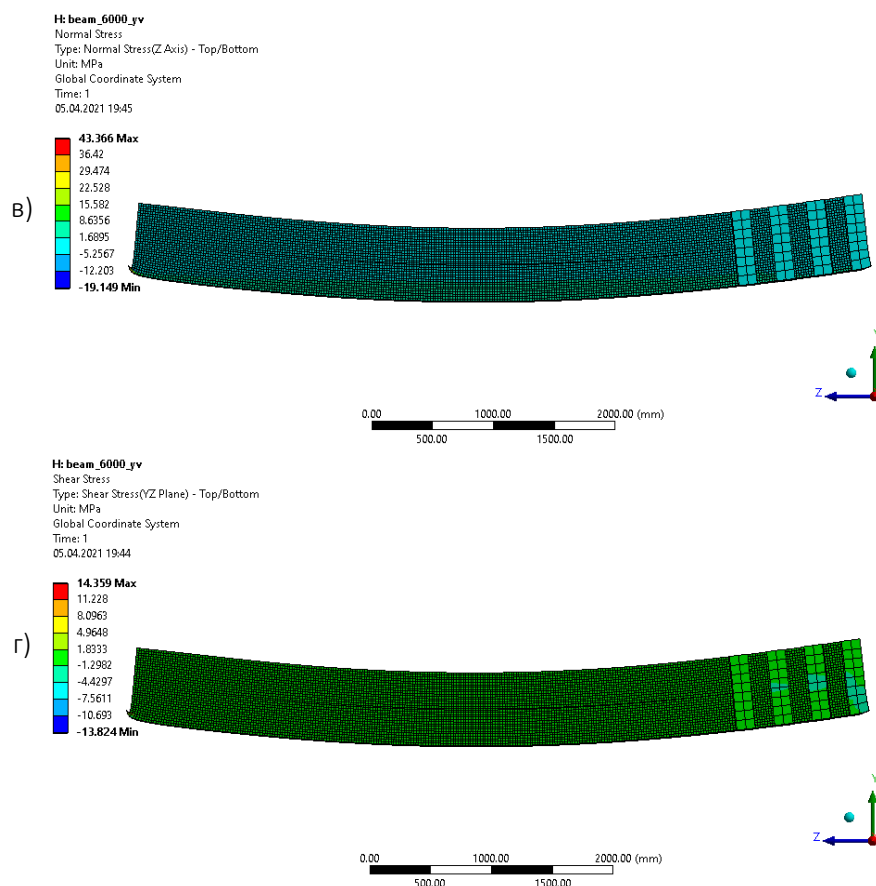 H: beam_6000_yv
Normal Stress
Type: Normal Stress(Z Axis) - Top/Bottom
Unit: MPa
Global Coordinate System
Time: 1
05.04.2021 19:45
43.366 Max
36.42
29.474
22.528
15.582
8.6356
1.6895
-5.2567
-12.203
-19.149 Min
в)
Y
Z
0.00 1000.00 2000.00 (mm)
500.00 1500.00
H: beam_6000_yv
Shear Stress
Type: Shear Stress(YZ Plane) - Top/Bottom
Unit: MPa
Global Coordinate System
Time: 1
05.04.2021 19:44
14.359 Max
11.228
8.0963
4.9648
1.8333
-1.2982
-4.4297
-7.5611
-10.693
-13.824 Min
г)
Y
Z
0.00 1000.00 2000.00 (mm)
500.00 1500.00